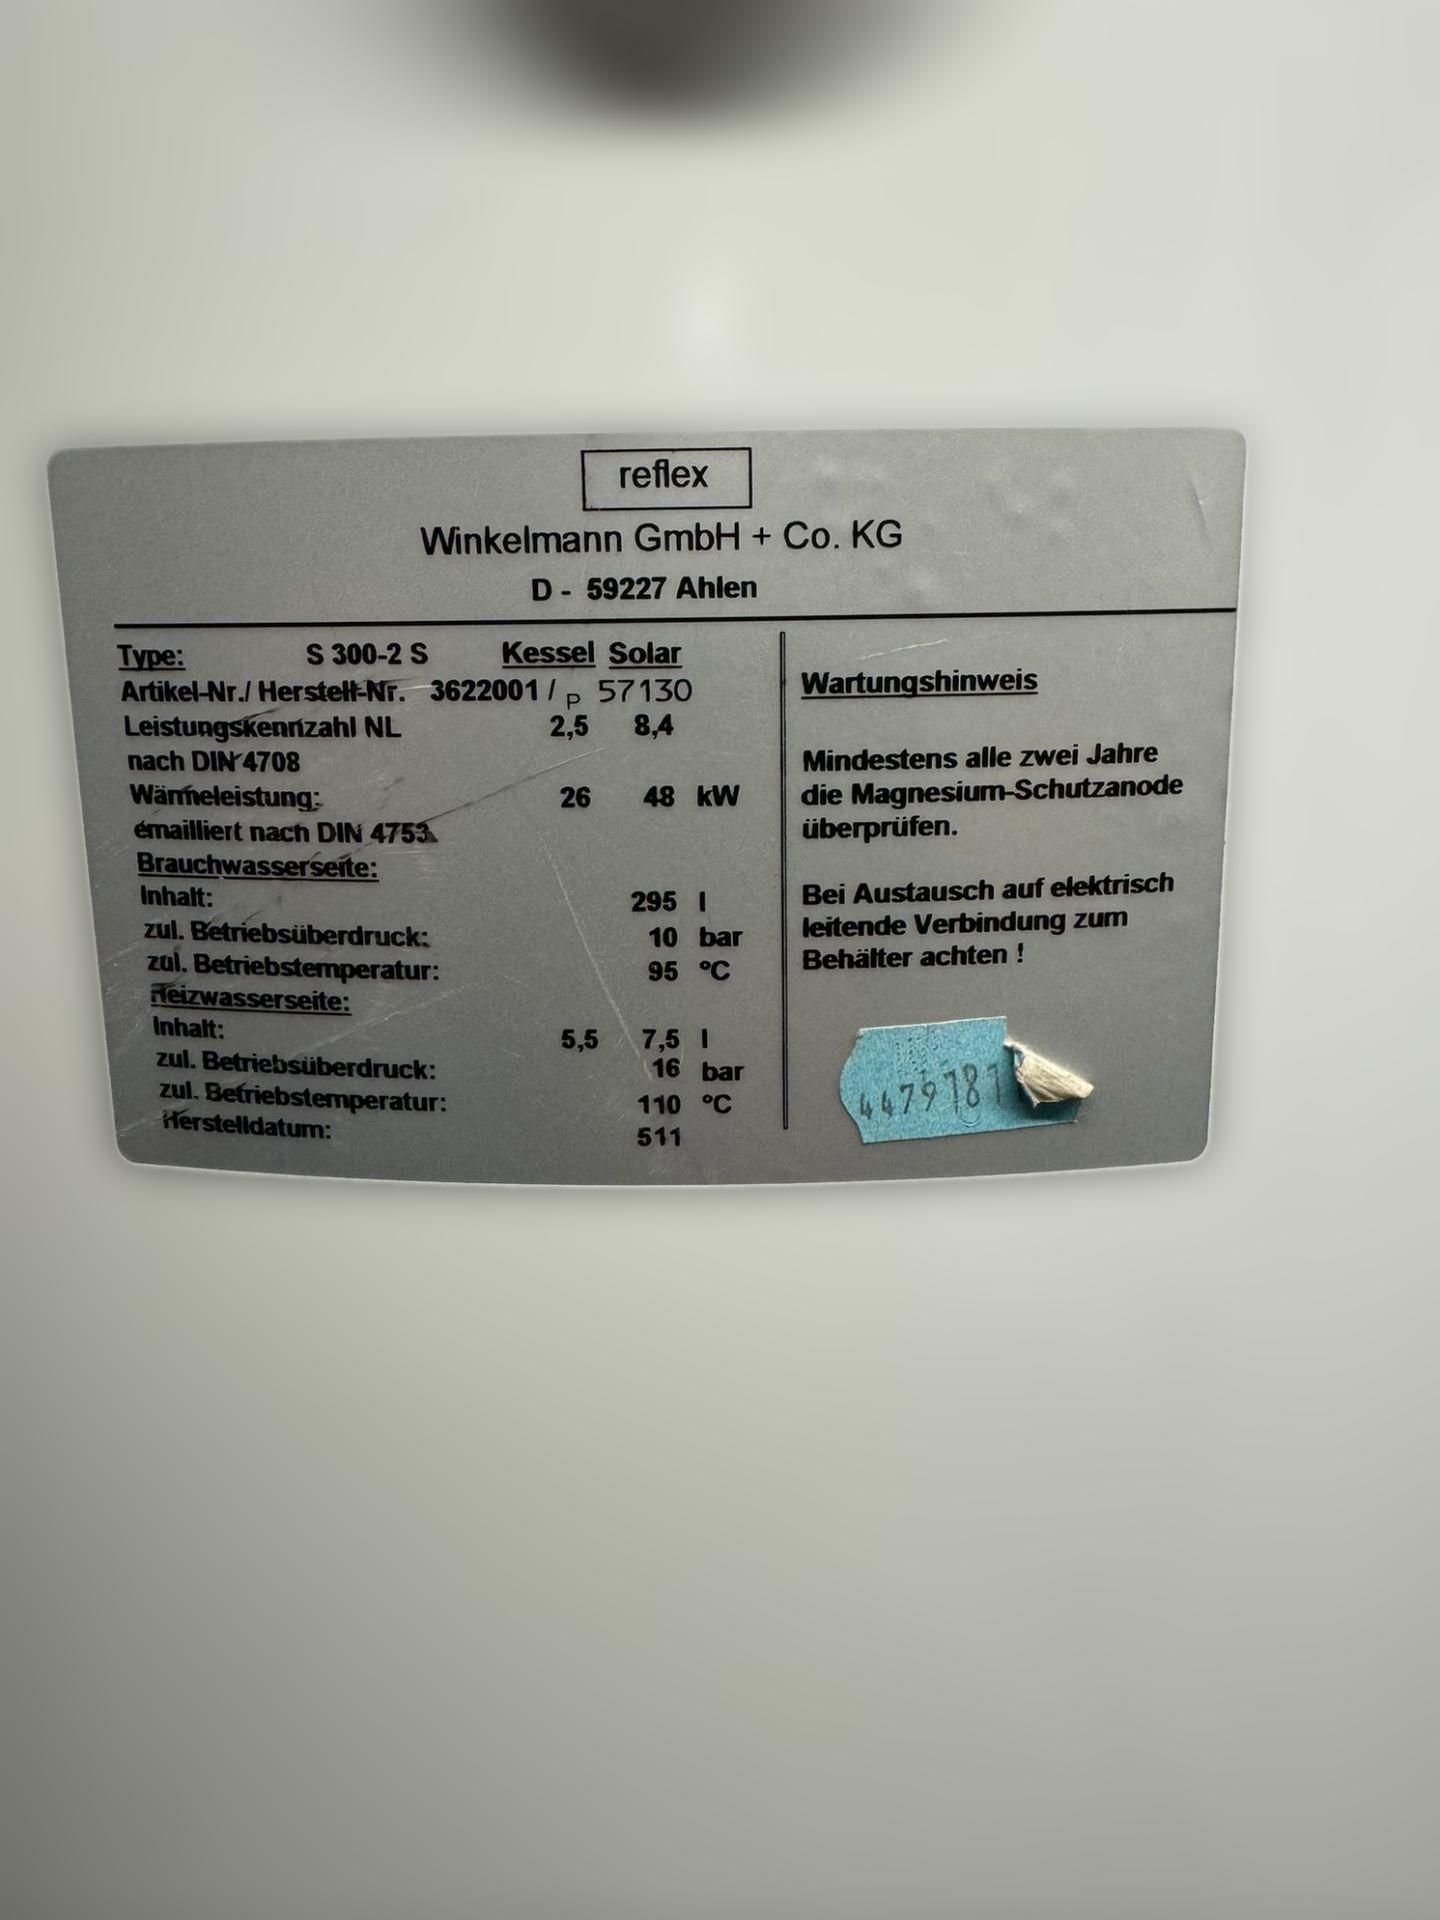 reflex
Winkelmann GmbH + Co. KG
D - 59227 Ahlen
Type: S 300-2 S Kessel Solar
Artikel-Nr./ Herstell-Nr. 3622001 / P 57130
Leistungskennzahl NL 2,5 8,4
nach DIN 4708
Wärmeleistung: 26 48 kW
emailliert nach DIN 4753
Brauchwasserseite:
Inhalt: 295 l
zul. Betriebsüberdruck: 10 bar
zul. Betriebstemperatur: 95 °C
Heizwasserseite:
Inhalt: 5,5 7,5 l
zul. Betriebsüberdruck: 16 bar
zul. Betriebstemperatur: 110 °C
Herstelldatum: 511
Wartungshinweis
Mindestens alle zwei Jahre
die Magnesium-Schutzanode
überprüfen.
Bei Austausch auf elektrisch
leitende Verbindung zum
Behälter achten !